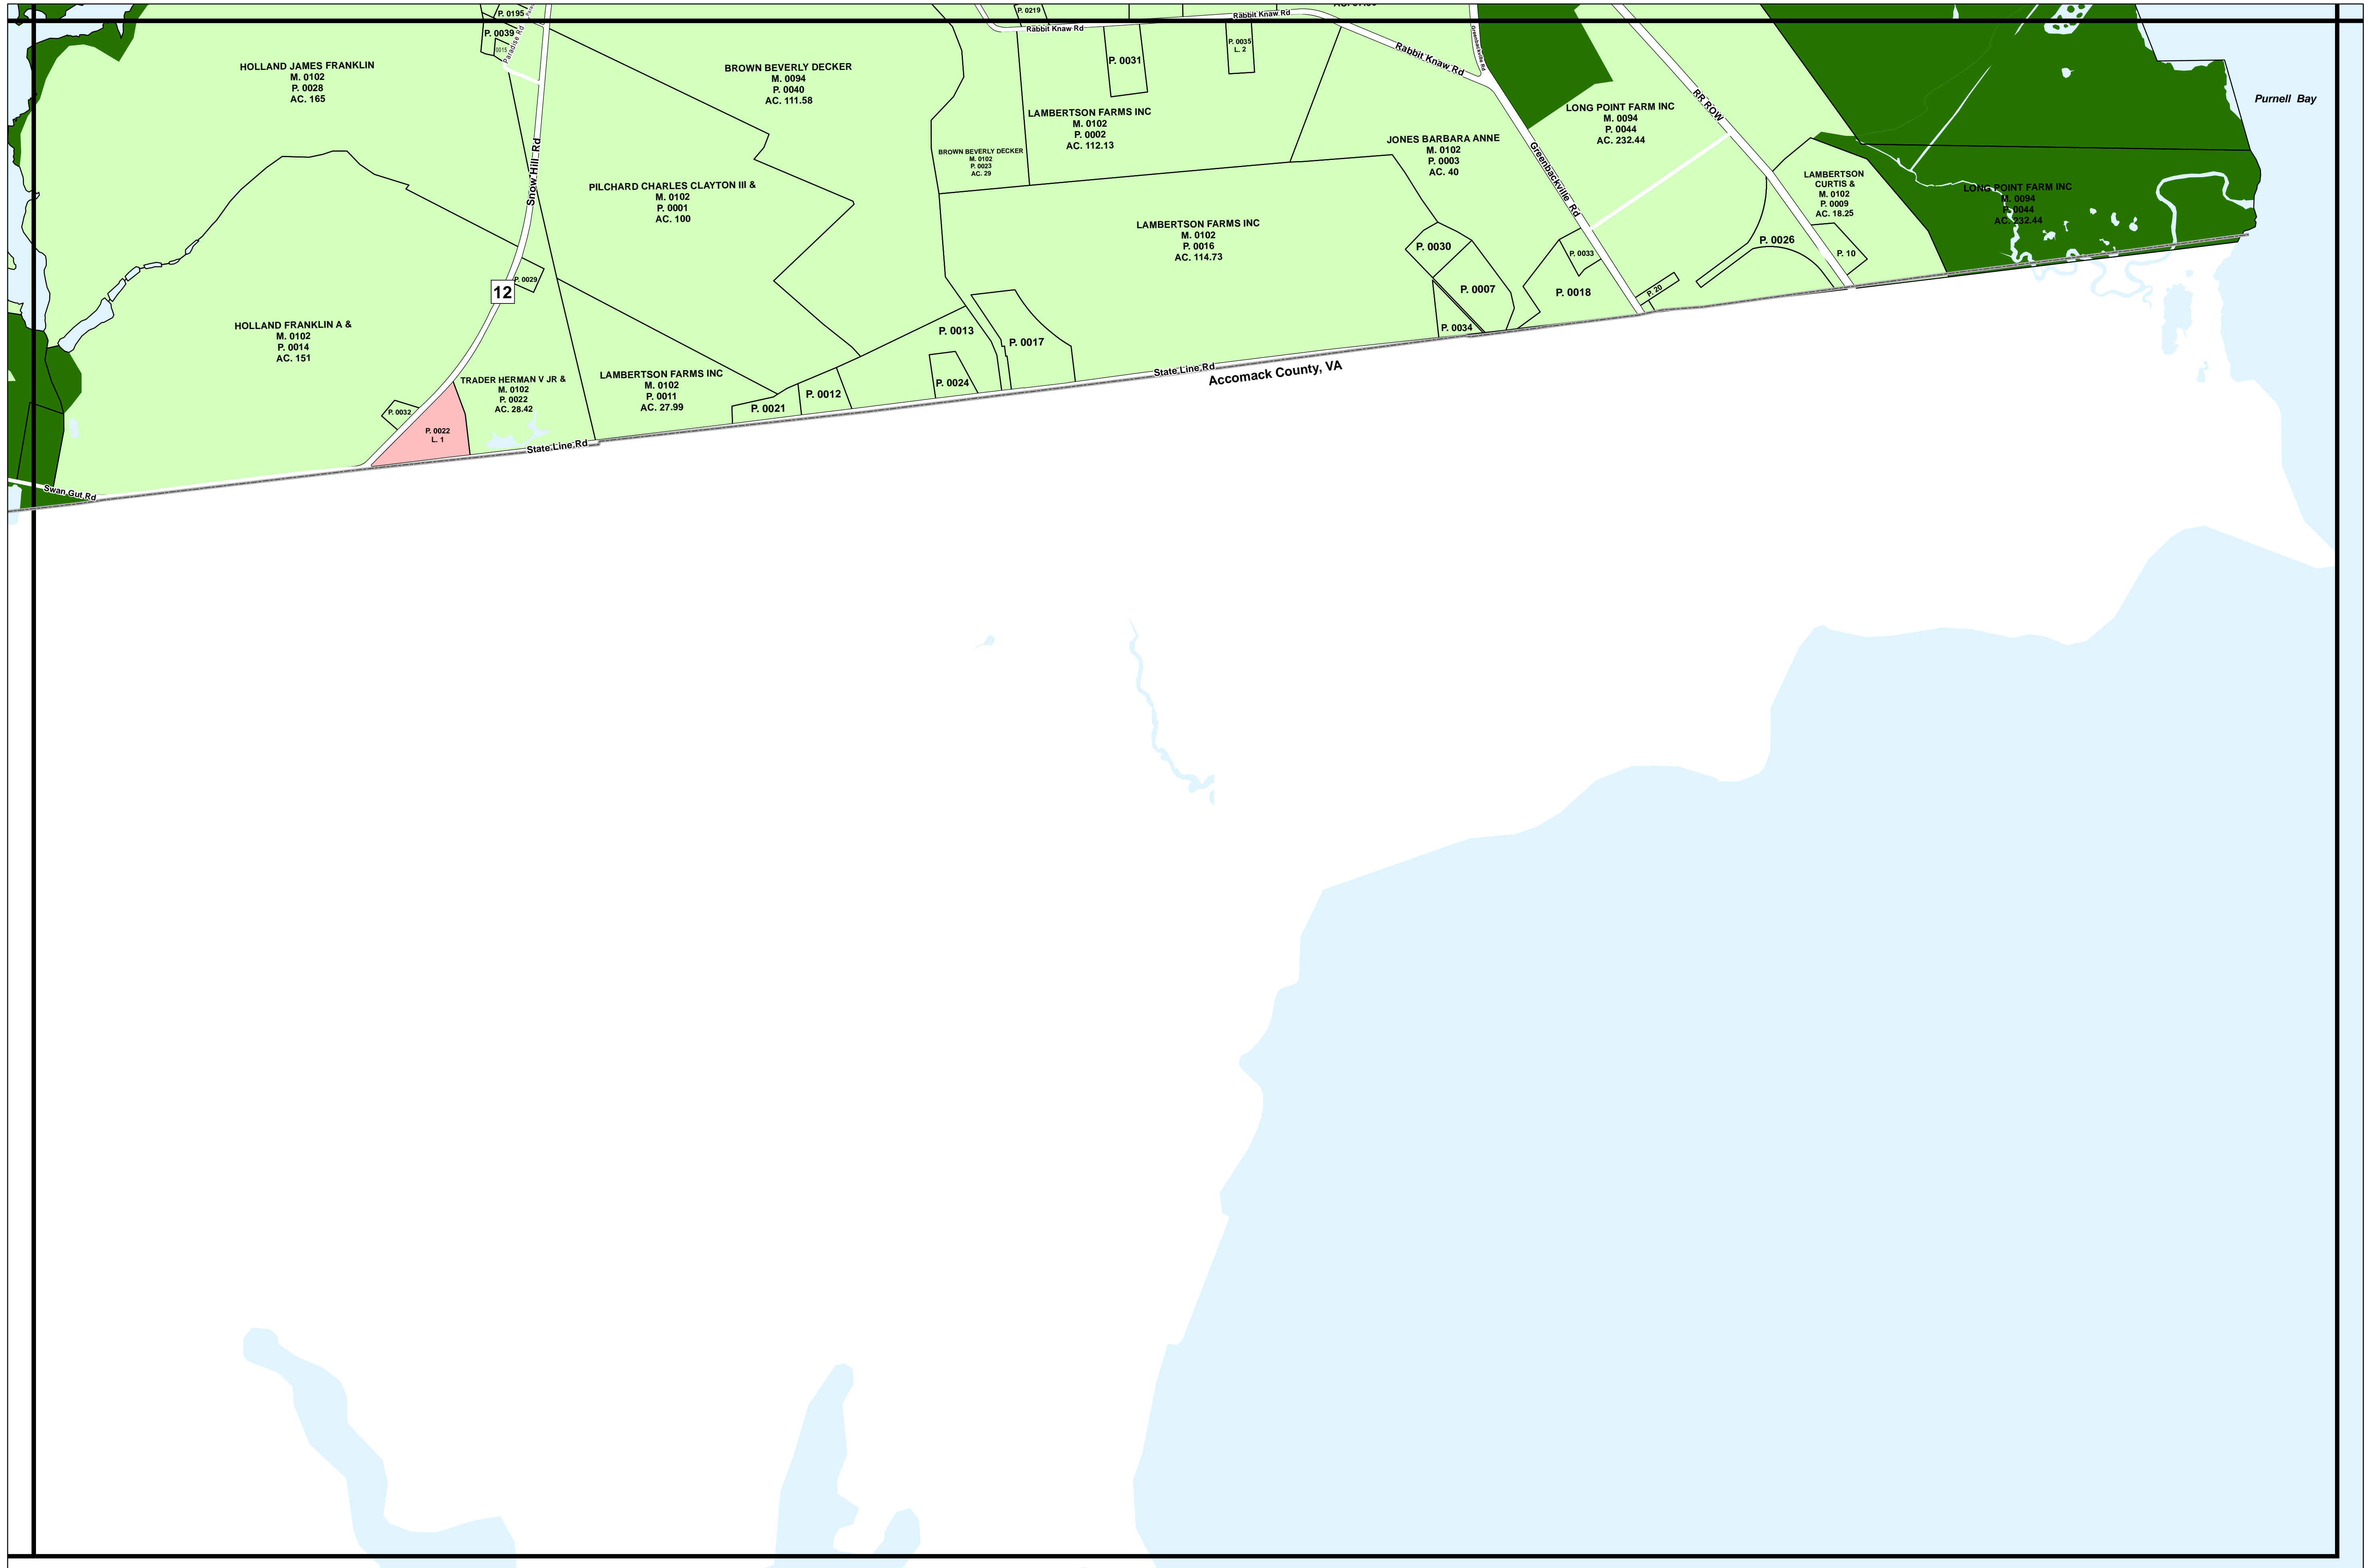 P. 0195
P. 0039
0015
Paradise Rd
P. 0219
Rabbit Knaw Rd
Rabbit Knaw Rd
Rabbit Knaw Rd
Greenbackville Rd
P. 0031
P. 0035
L. 2
HOLLAND JAMES FRANKLIN
M. 0102
P. 0028
AC. 165
BROWN BEVERLY DECKER
M. 0094
P. 0040
AC. 111.58
LAMBERTSON FARMS INC
M. 0102
P. 0002
AC. 112.13
BROWN BEVERLY DECKER
M. 0102
P. 0023
AC. 29
JONES BARBARA ANNE
M. 0102
P. 0003
AC. 40
LONG POINT FARM INC
M. 0094
P. 0044
AC. 232.44
RR ROW
Purnell Bay
Snow Hill Rd
PILCHARD CHARLES CLAYTON III &
M. 0102
P. 0001
AC. 100
LAMBERTSON FARMS INC
M. 0102
P. 0016
AC. 114.73
Greenbackville Rd
LAMBERTSON
CURTIS &
M. 0102
P. 0009
AC. 18.25
LONG POINT FARM INC
M. 0094
P. 0044
AC. 232.44
P. 0030
P. 0033
P. 0026
P. 10
P. 0029
12
P. 0007
P. 0018
P. 20
P. 0034
HOLLAND FRANKLIN A &
M. 0102
P. 0014
AC. 151
P. 0013
P. 0017
P. 0024
State Line Rd
Accomack County, VA
TRADER HERMAN V JR &
M. 0102
P. 0022
AC. 28.42
LAMBERTSON FARMS INC
M. 0102
P. 0011
AC. 27.99
P. 0012
P. 0021
P. 0032
P. 0022
L. 1
State Line Rd
Swan Gut Rd